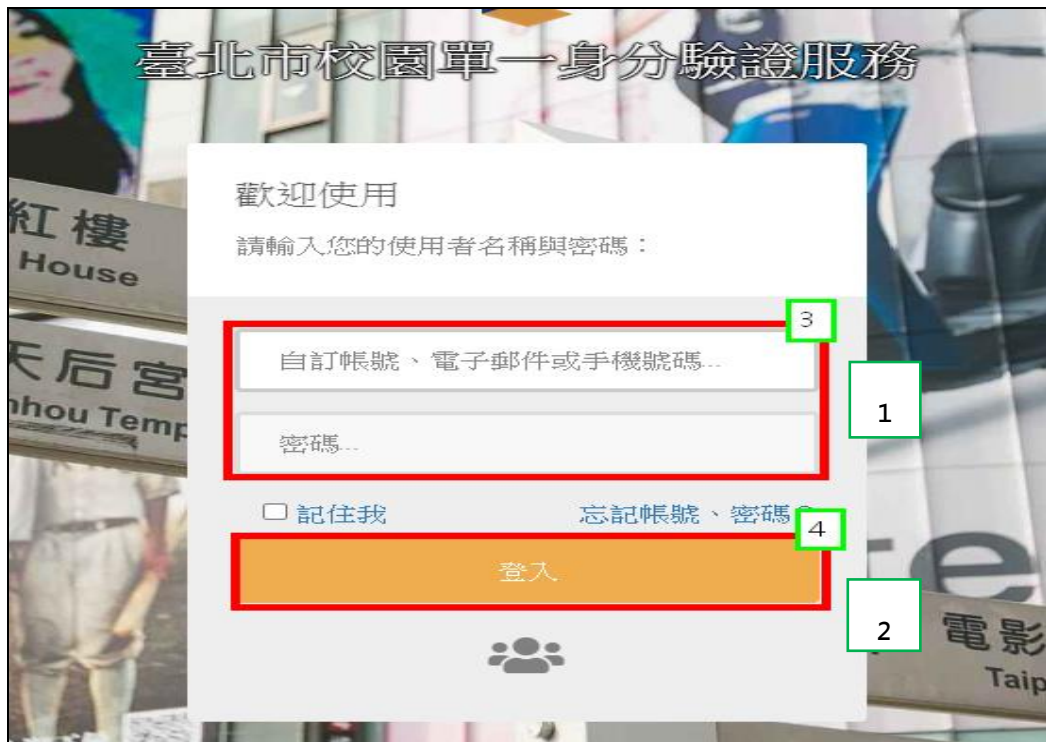 臺北市校園單一身分驗證服務
歡迎使用
請輸入您的使用者名稱與密碼：
紅樓
House
3
自訂帳號、電子郵件或手機號碼...
1
天后宮
密碼...
記住我
忘記帳號、密碼
4
登入
2
電影